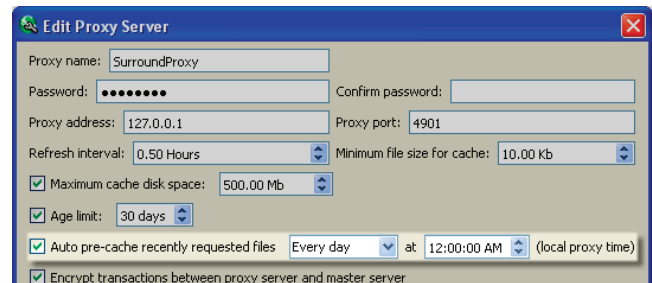 Edit Proxy Server
Proxy name: SurroundProxy
Password: ●●●●●●●● Confirm password:
Proxy address: 127.0.0.1 Proxy port: 4901
Refresh interval: 0.50 Hours Minimum file size for cache: 10.00 Kb
Maximum cache disk space: 500.00 Mb
Age limit: 30 days
Auto pre-cache recently requested files Every day at 12:00:00 AM (local proxy time)
Encrypt transactions between proxy server and master server